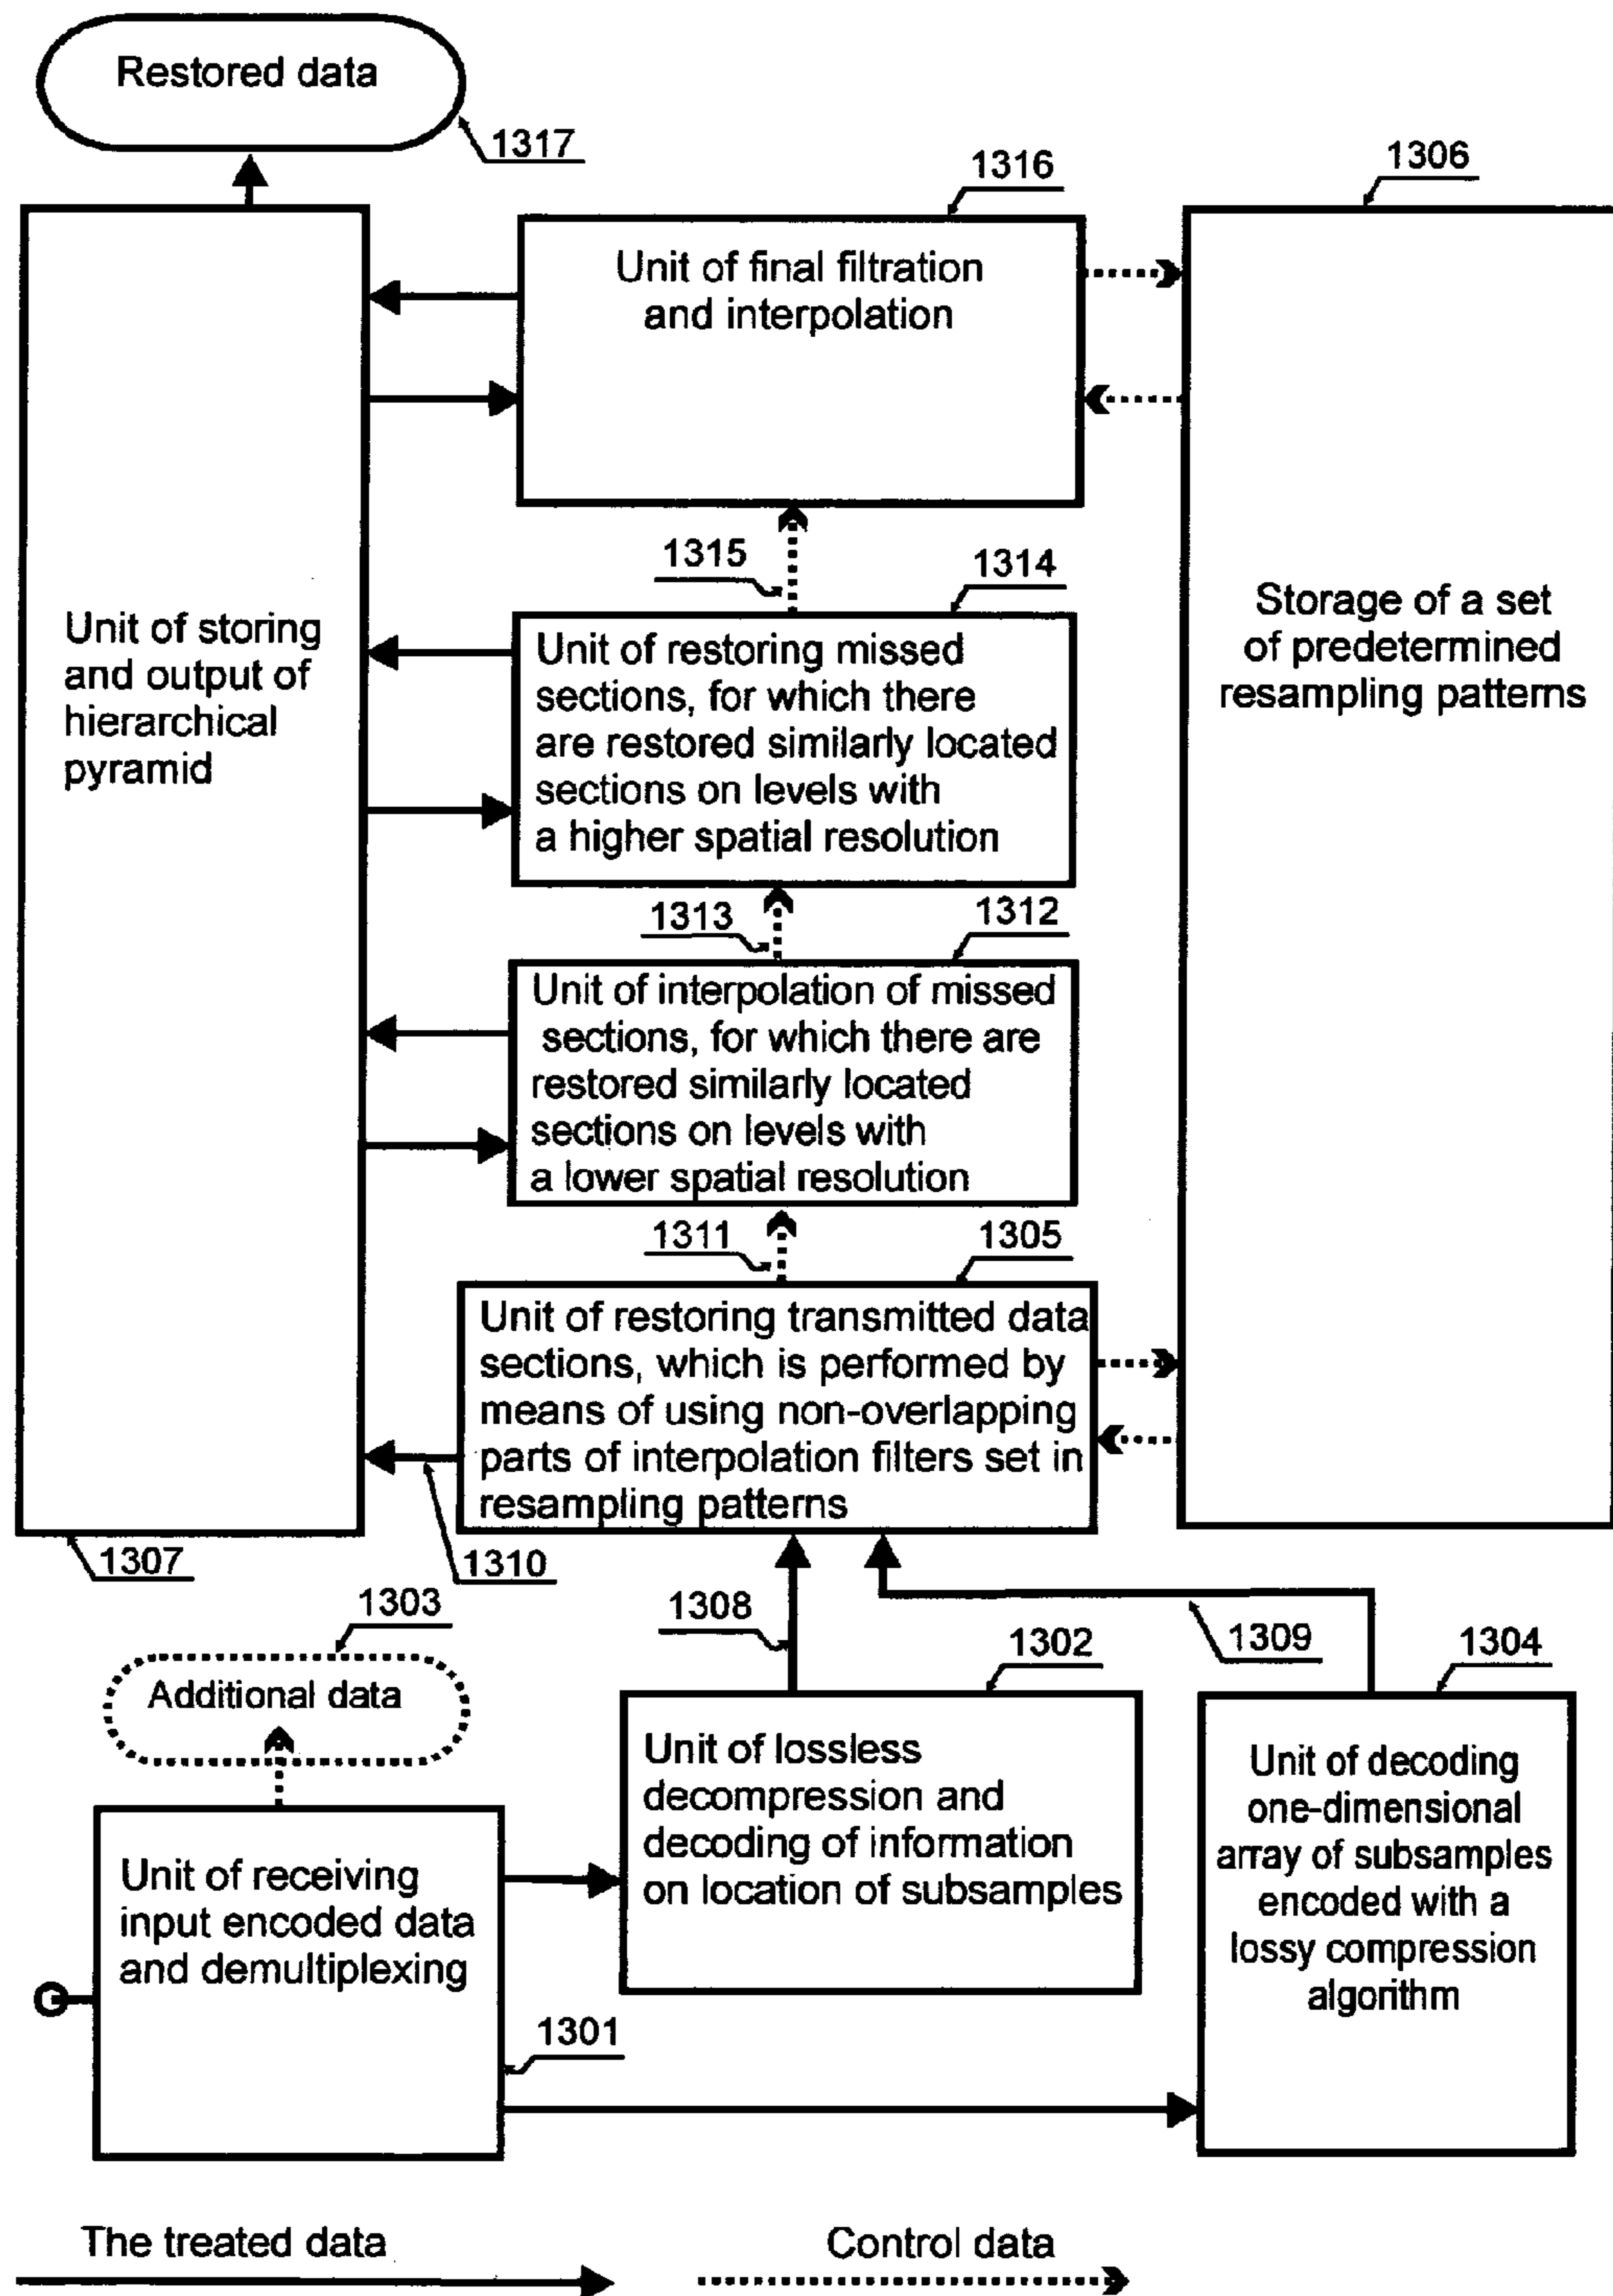 Restored data
1317
1316
1306
Unit of final filtration
and interpolation
1315
1314
Unit of storing
and output of
hierarchical
pyramid
Unit of restoring missed
sections, for which there
are restored similarly located
sections on levels with
a higher spatial resolution
Storage of a set
of predetermined
resampling patterns
1313
1312
Unit of interpolation of missed
sections, for which there are
restored similarly located
sections on levels with
a lower spatial resolution
1311
1305
Unit of restoring transmitted data
sections, which is performed by
means of using non-overlapping
parts of interpolation filters set in
resampling patterns
1307
1310
1303
1308
1302
1309
1304
Additional data
Unit of lossless
decompression and
decoding of information
on location of subsamples
Unit of decoding
one-dimensional
array of subsamples
encoded with a
lossy compression
algorithm
Unit of receiving
input encoded data
and demultiplexing
1301
The treated data
Control data